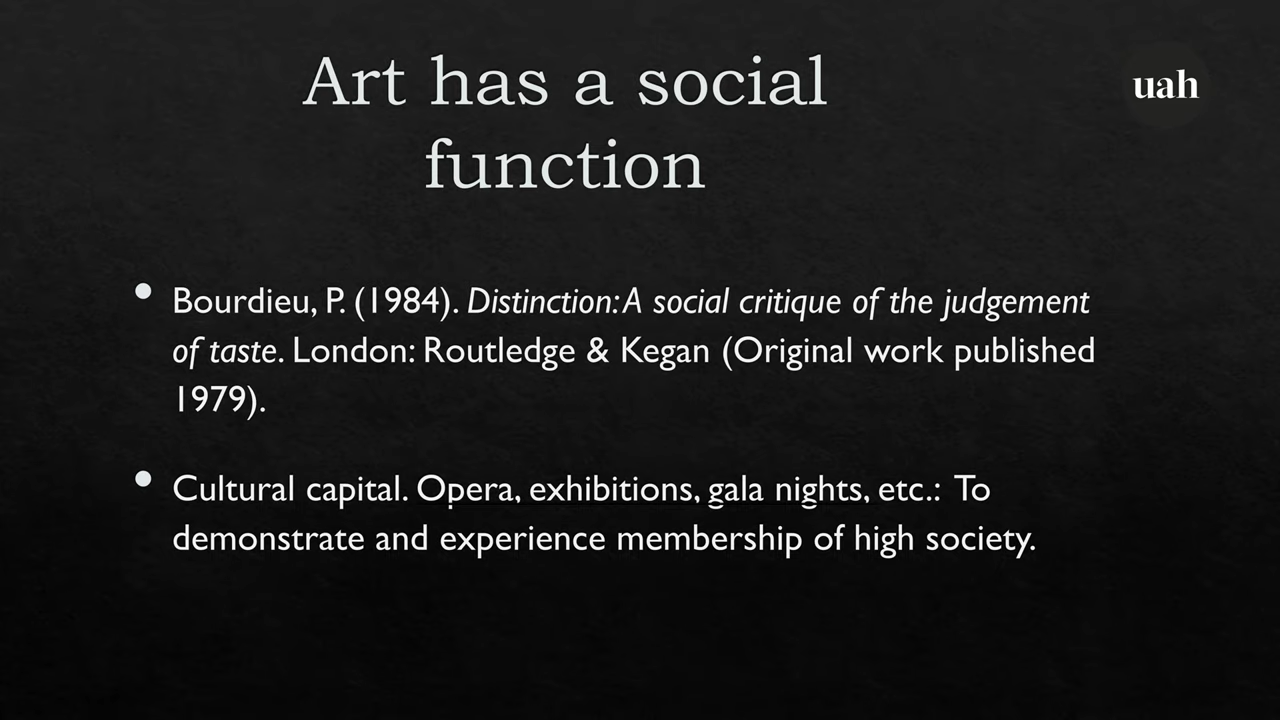 Art has a social
function
uah
• Bourdieu, P. (1984). Distinction: A social critique of the judgement
of taste. London: Routledge & Kegan (Original work published
1979).
• Cultural capital. Opera, exhibitions, gala nights, etc.: To
demonstrate and experience membership of high society.